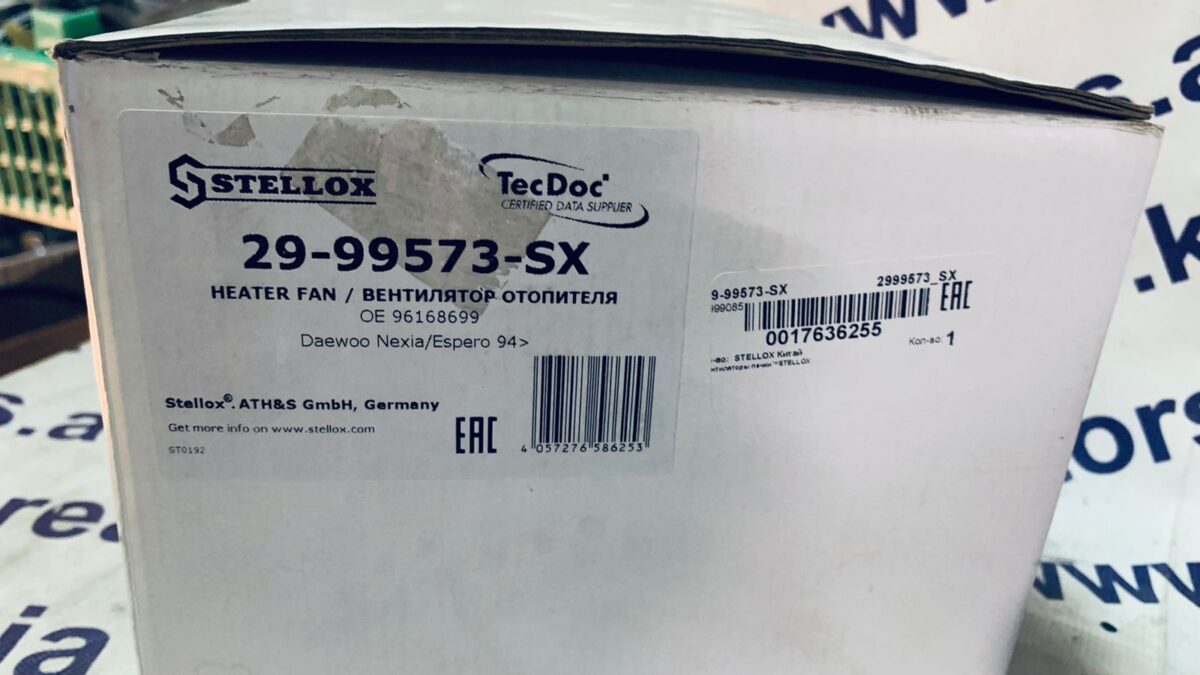 STELLOX
TecDoc
CERTIFIED DATA SUPPLIER
29-99573-SX
HEATER FAN / ВЕНТИЛЯТОР ОТОПИТЕЛЯ
OE 96168699
Daewoo Nexia/Espero 94>
Stellox®. ATH&S GmbH, Germany
Get more info on www.stellox.com
ST0192
EAC
4 057276 586253
9-99573-SX 2999573_SX
EAC
0017636255
Кол-во: 1
STELLOX Китай
STELLOX